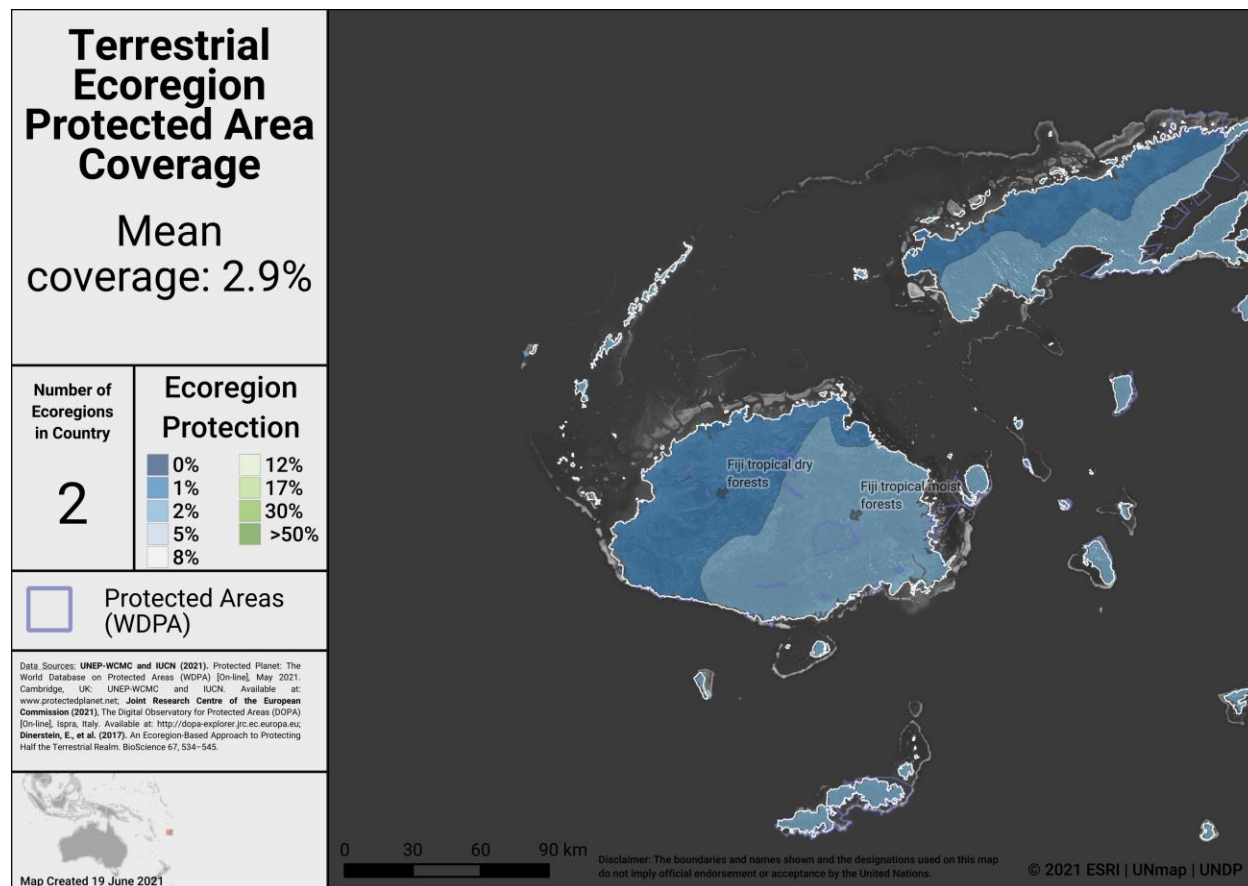 Terrestrial
Ecoregion
Protected Area
Coverage
Mean
coverage: 2.9%
Number of
Ecoregions
in Country
2
Ecoregion
Protection
0%
1%
2%
5%
8%
12%
17%
30%
>50%
Protected Areas
(WDPA)
Data Sources: UNEP-WCMC and IUCN (2021). Protected Planet: The
World Database on Protected Areas (WDPA) [On-line], May 2021.
Cambridge, UK: UNEP-WCMC and IUCN. Available at:
www.protectedplanet.net; Joint Research Centre of the European
Commission (2021), The Digital Observatory for Protected Areas (DOPA)
[On-line], Ispra, Italy. Available at: http://dopa-explorer.jrc.ec.europa.eu;
Dinerstein, E., et al. (2017). An Ecoregion-Based Approach to Protecting
Half the Terrestrial Realm. BioScience 67, 534–545.
Map Created 19 June 2021
Fiji tropical dry
forests
Fiji tropical moist
forests
0 30 60 90 km
Disclaimer: The boundaries and names shown and the designations used on this map
do not imply official endorsement or acceptance by the United Nations.
© 2021 ESRI | UNmap | UNDP